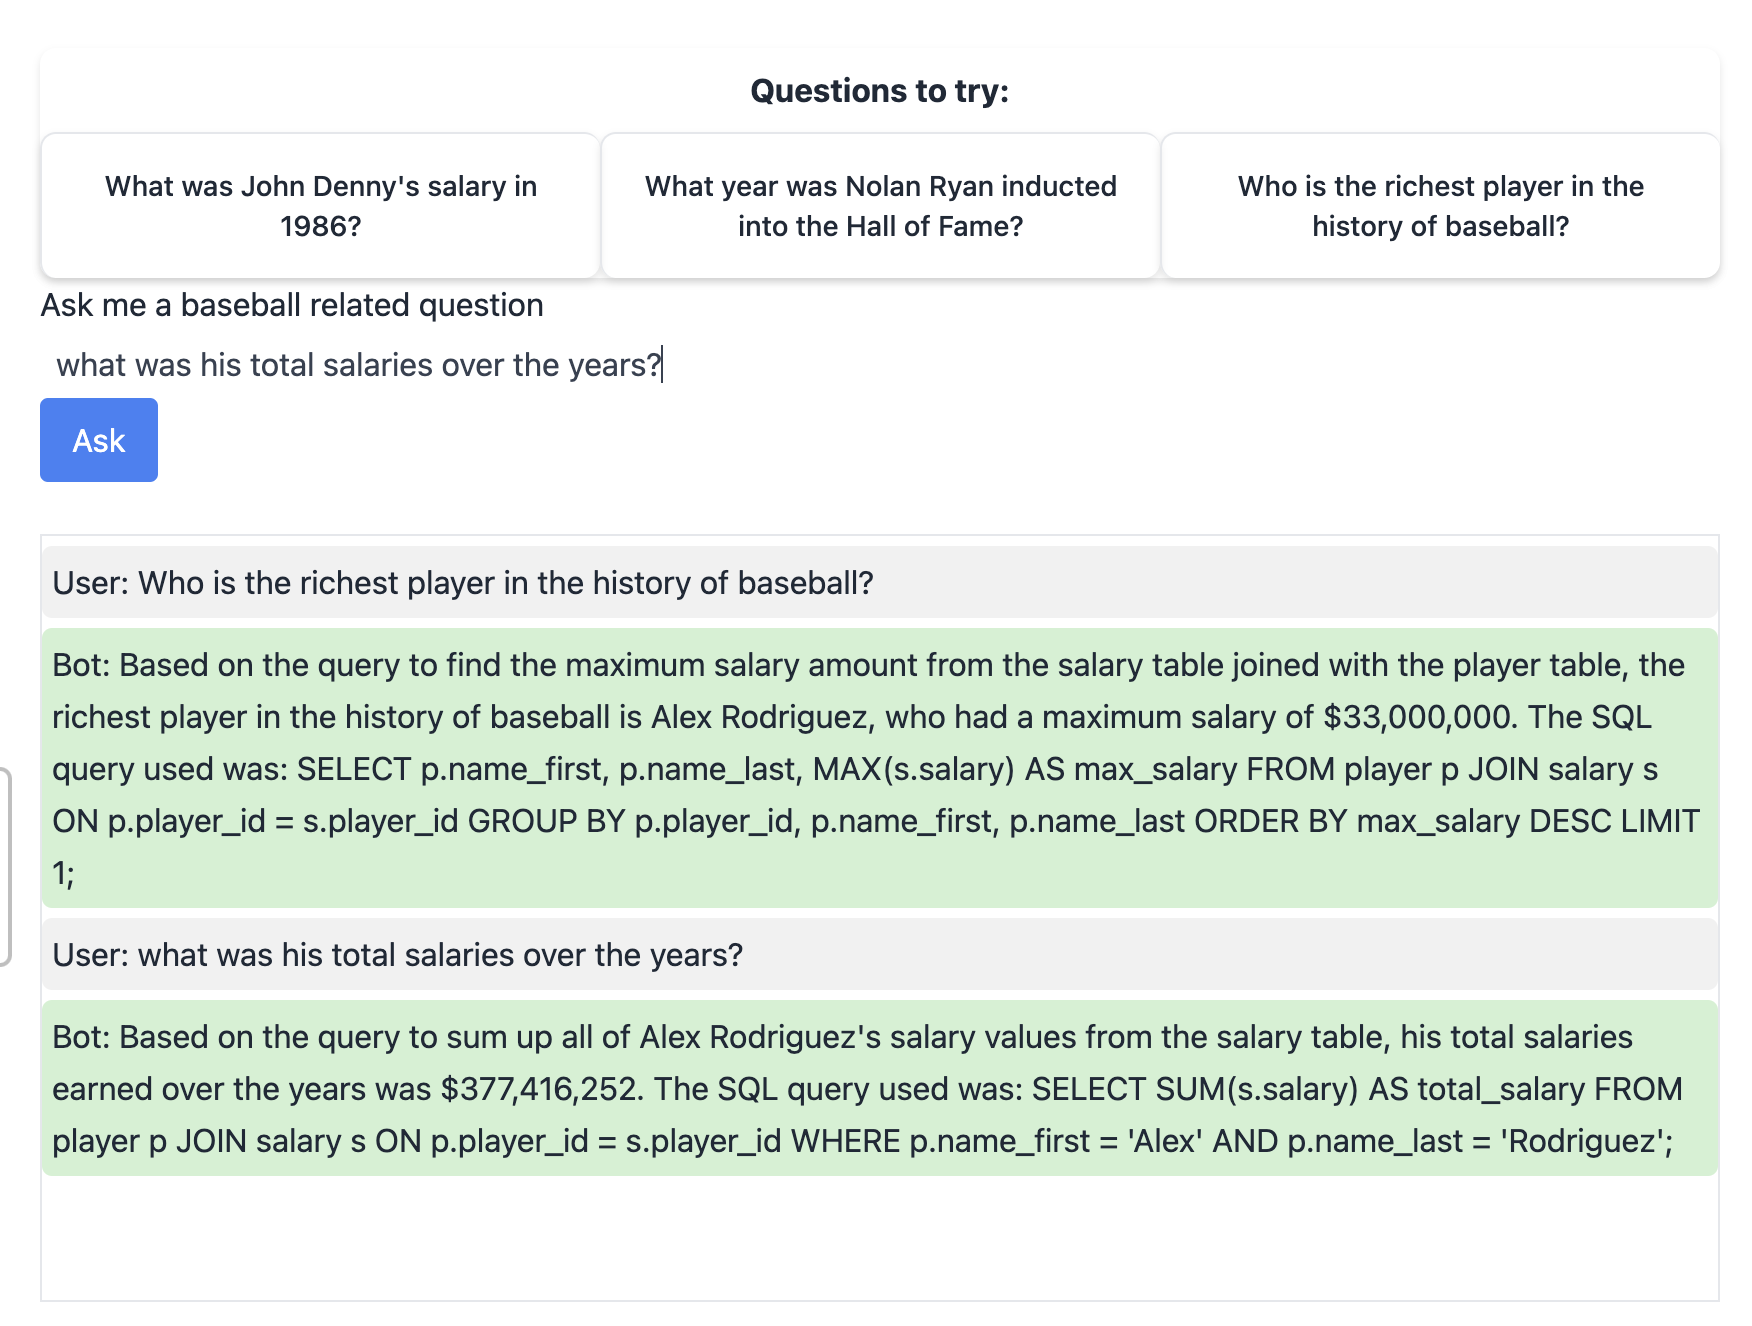 Questions to try:
What was John Denny's salary in
1986?
What year was Nolan Ryan inducted
into the Hall of Fame?
Who is the richest player in the
history of baseball?
Ask me a baseball related question
what was his total salaries over the years?
Ask
User: Who is the richest player in the history of baseball?
Bot: Based on the query to find the maximum salary amount from the salary table joined with the player table, the
richest player in the history of baseball is Alex Rodriguez, who had a maximum salary of $33,000,000. The SQL
query used was: SELECT p.name_first, p.name_last, MAX(s.salary) AS max_salary FROM player p JOIN salary s
ON p.player_id = s.player_id GROUP BY p.player_id, p.name_first, p.name_last ORDER BY max_salary DESC LIMIT
1;
User: what was his total salaries over the years?
Bot: Based on the query to sum up all of Alex Rodriguez's salary values from the salary table, his total salaries
earned over the years was $377,416,252. The SQL query used was: SELECT SUM(s.salary) AS total_salary FROM
player p JOIN salary s ON p.player_id = s.player_id WHERE p.name_first = 'Alex' AND p.name_last = 'Rodriguez';